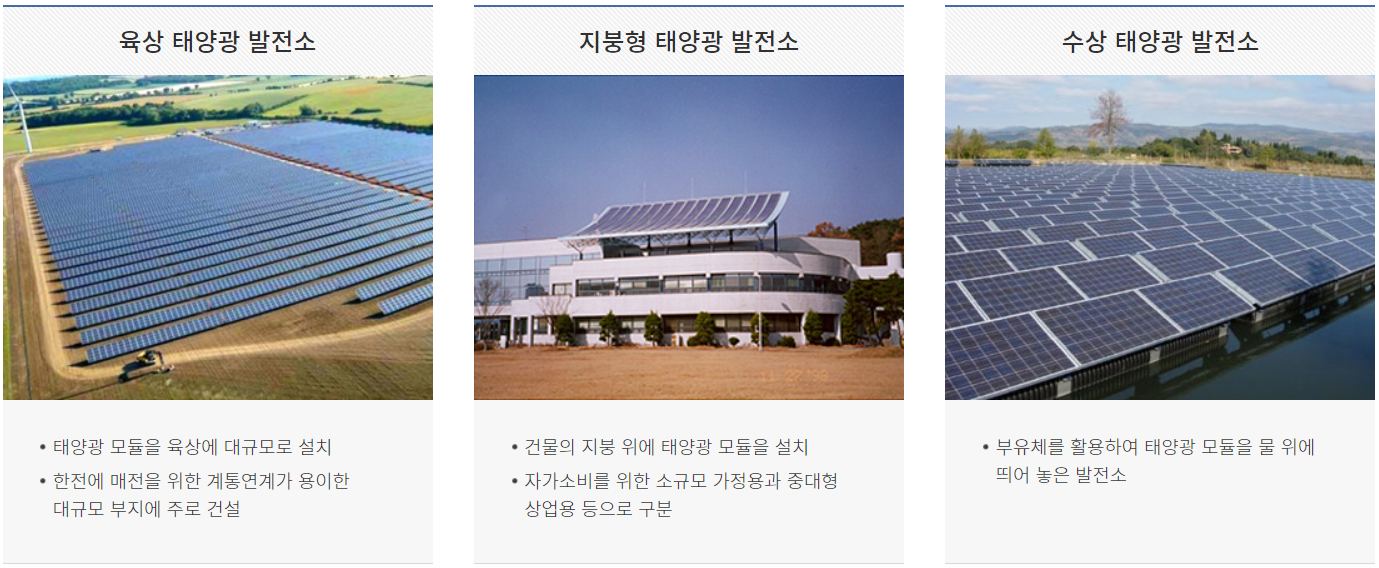 육상 태양광 발전소
태양광 모듈을 육상에 대규모로 설치
한전에 매전을 위한 계통연계가 용이한
대규모 부지에 주로 건설
지붕형 태양광 발전소
건물의 지붕 위에 태양광 모듈을 설치
자가소비를 위한 소규모 가정용과 중대형
상업용 등으로 구분
수상 태양광 발전소
부유체를 활용하여 태양광 모듈을 물 위에
띄어 놓은 발전소